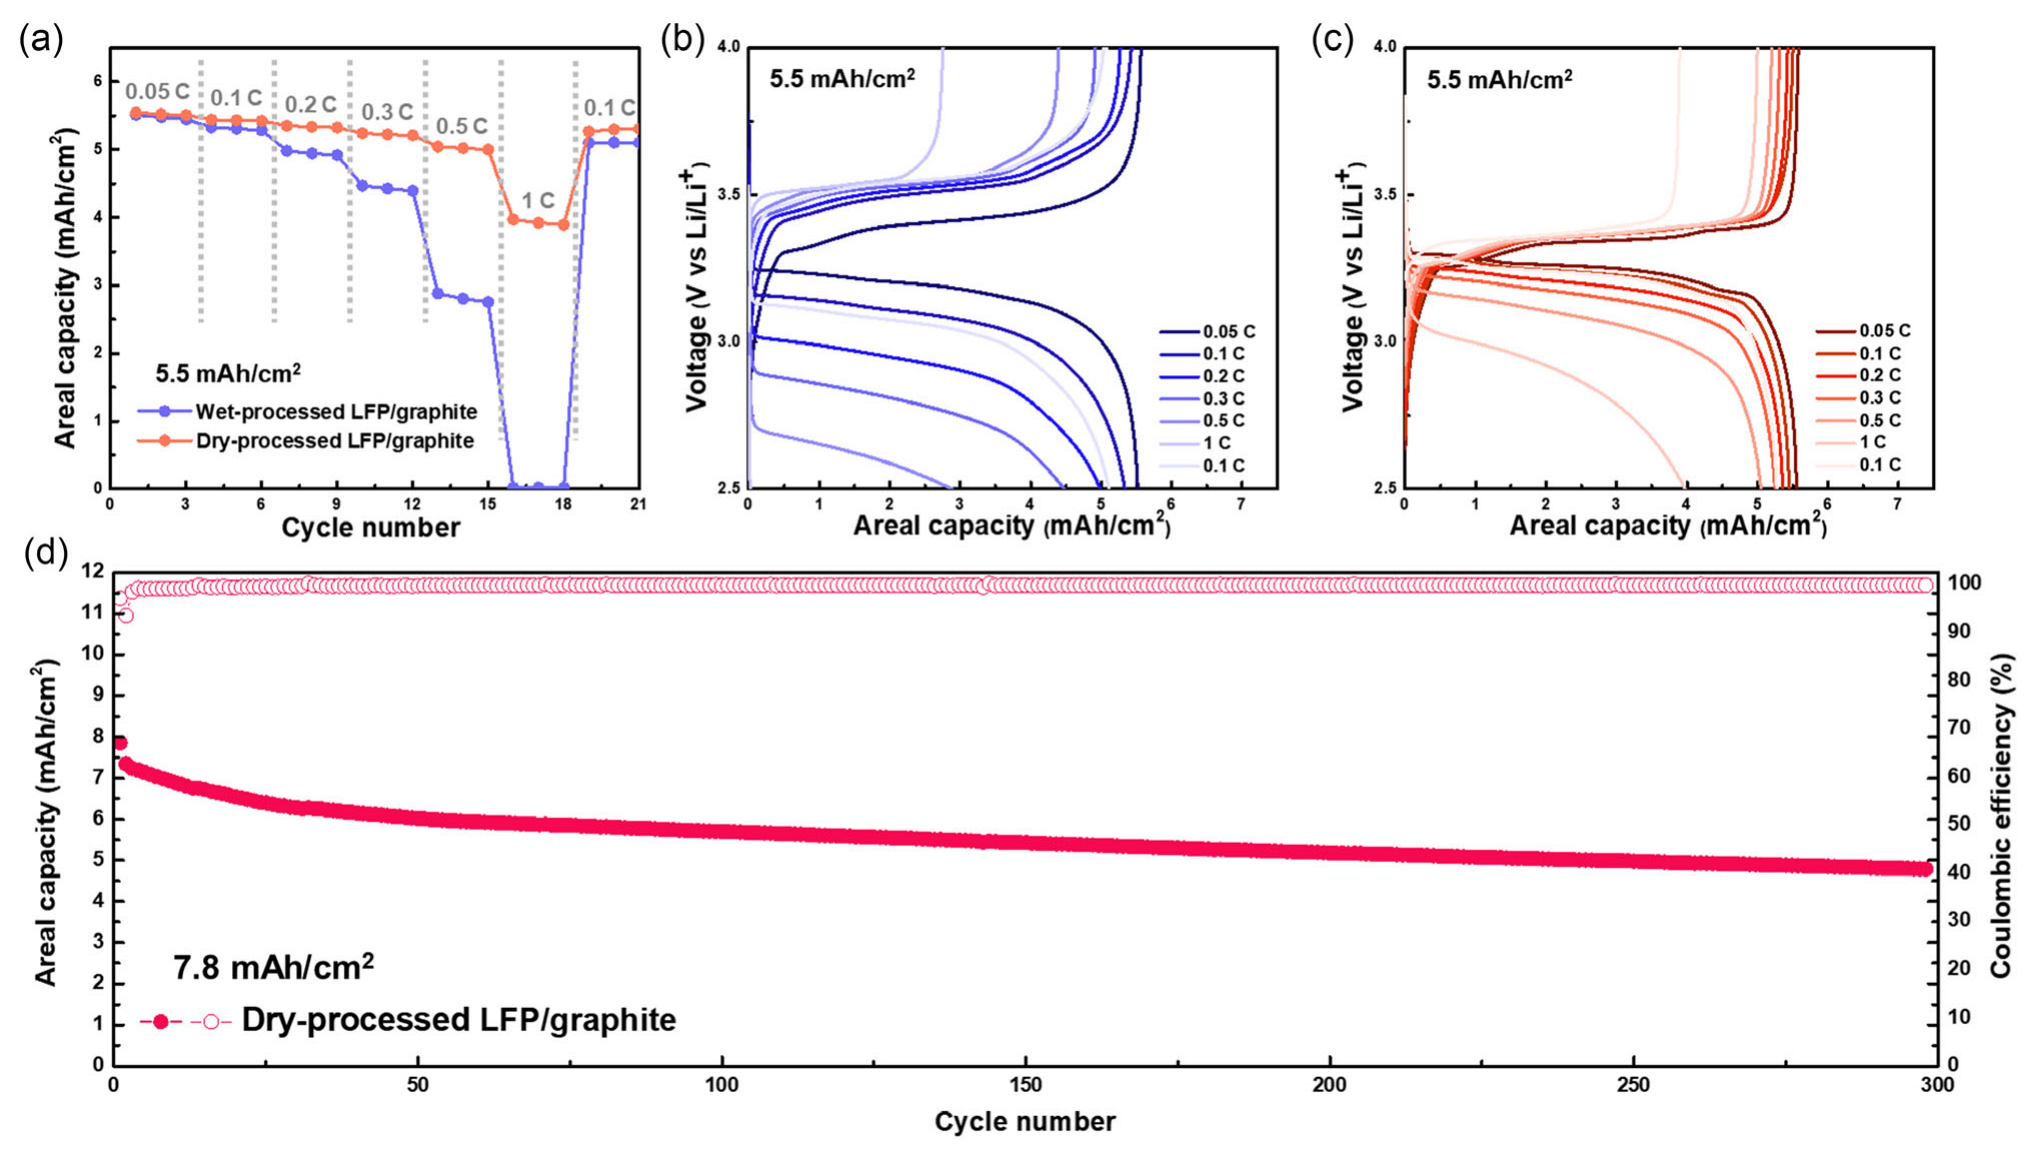 (a)
Areal capacity (mAh/cm2)
6
5
4
3
2
1
0
0.05 C
0.1 C
0.2 C
0.3 C
0.5 C
1 C
0.1 C
5.5 mAh/cm2
Wet-processed LFP/graphite
Dry-processed LFP/graphite
0 3 6 9 12 15 18 21
Cycle number
(b)
Voltage (V vs Li/Li+)
4.0
3.5
3.0
2.5
5.5 mAh/cm2
0.05 C
0.1 C
0.2 C
0.3 C
0.5 C
1 C
0.1 C
0 1 2 3 4 5 6 7
Areal capacity (mAh/cm2)
(c)
Voltage (V vs Li/Li+)
4.0
3.5
3.0
2.5
5.5 mAh/cm2
0.05 C
0.1 C
0.2 C
0.3 C
0.5 C
1 C
0.1 C
0 1 2 3 4 5 6 7
Areal capacity (mAh/cm2)
(d)
Areal capacity (mAh/cm2)
12
11
10
9
8
7
6
5
4
3
2
1
0
7.8 mAh/cm2
Dry-processed LFP/graphite
100
90
80
70
60
50
40
30
20
10
0
Coulombic efficiency (%)
0 50 100 150 200 250 300
Cycle number